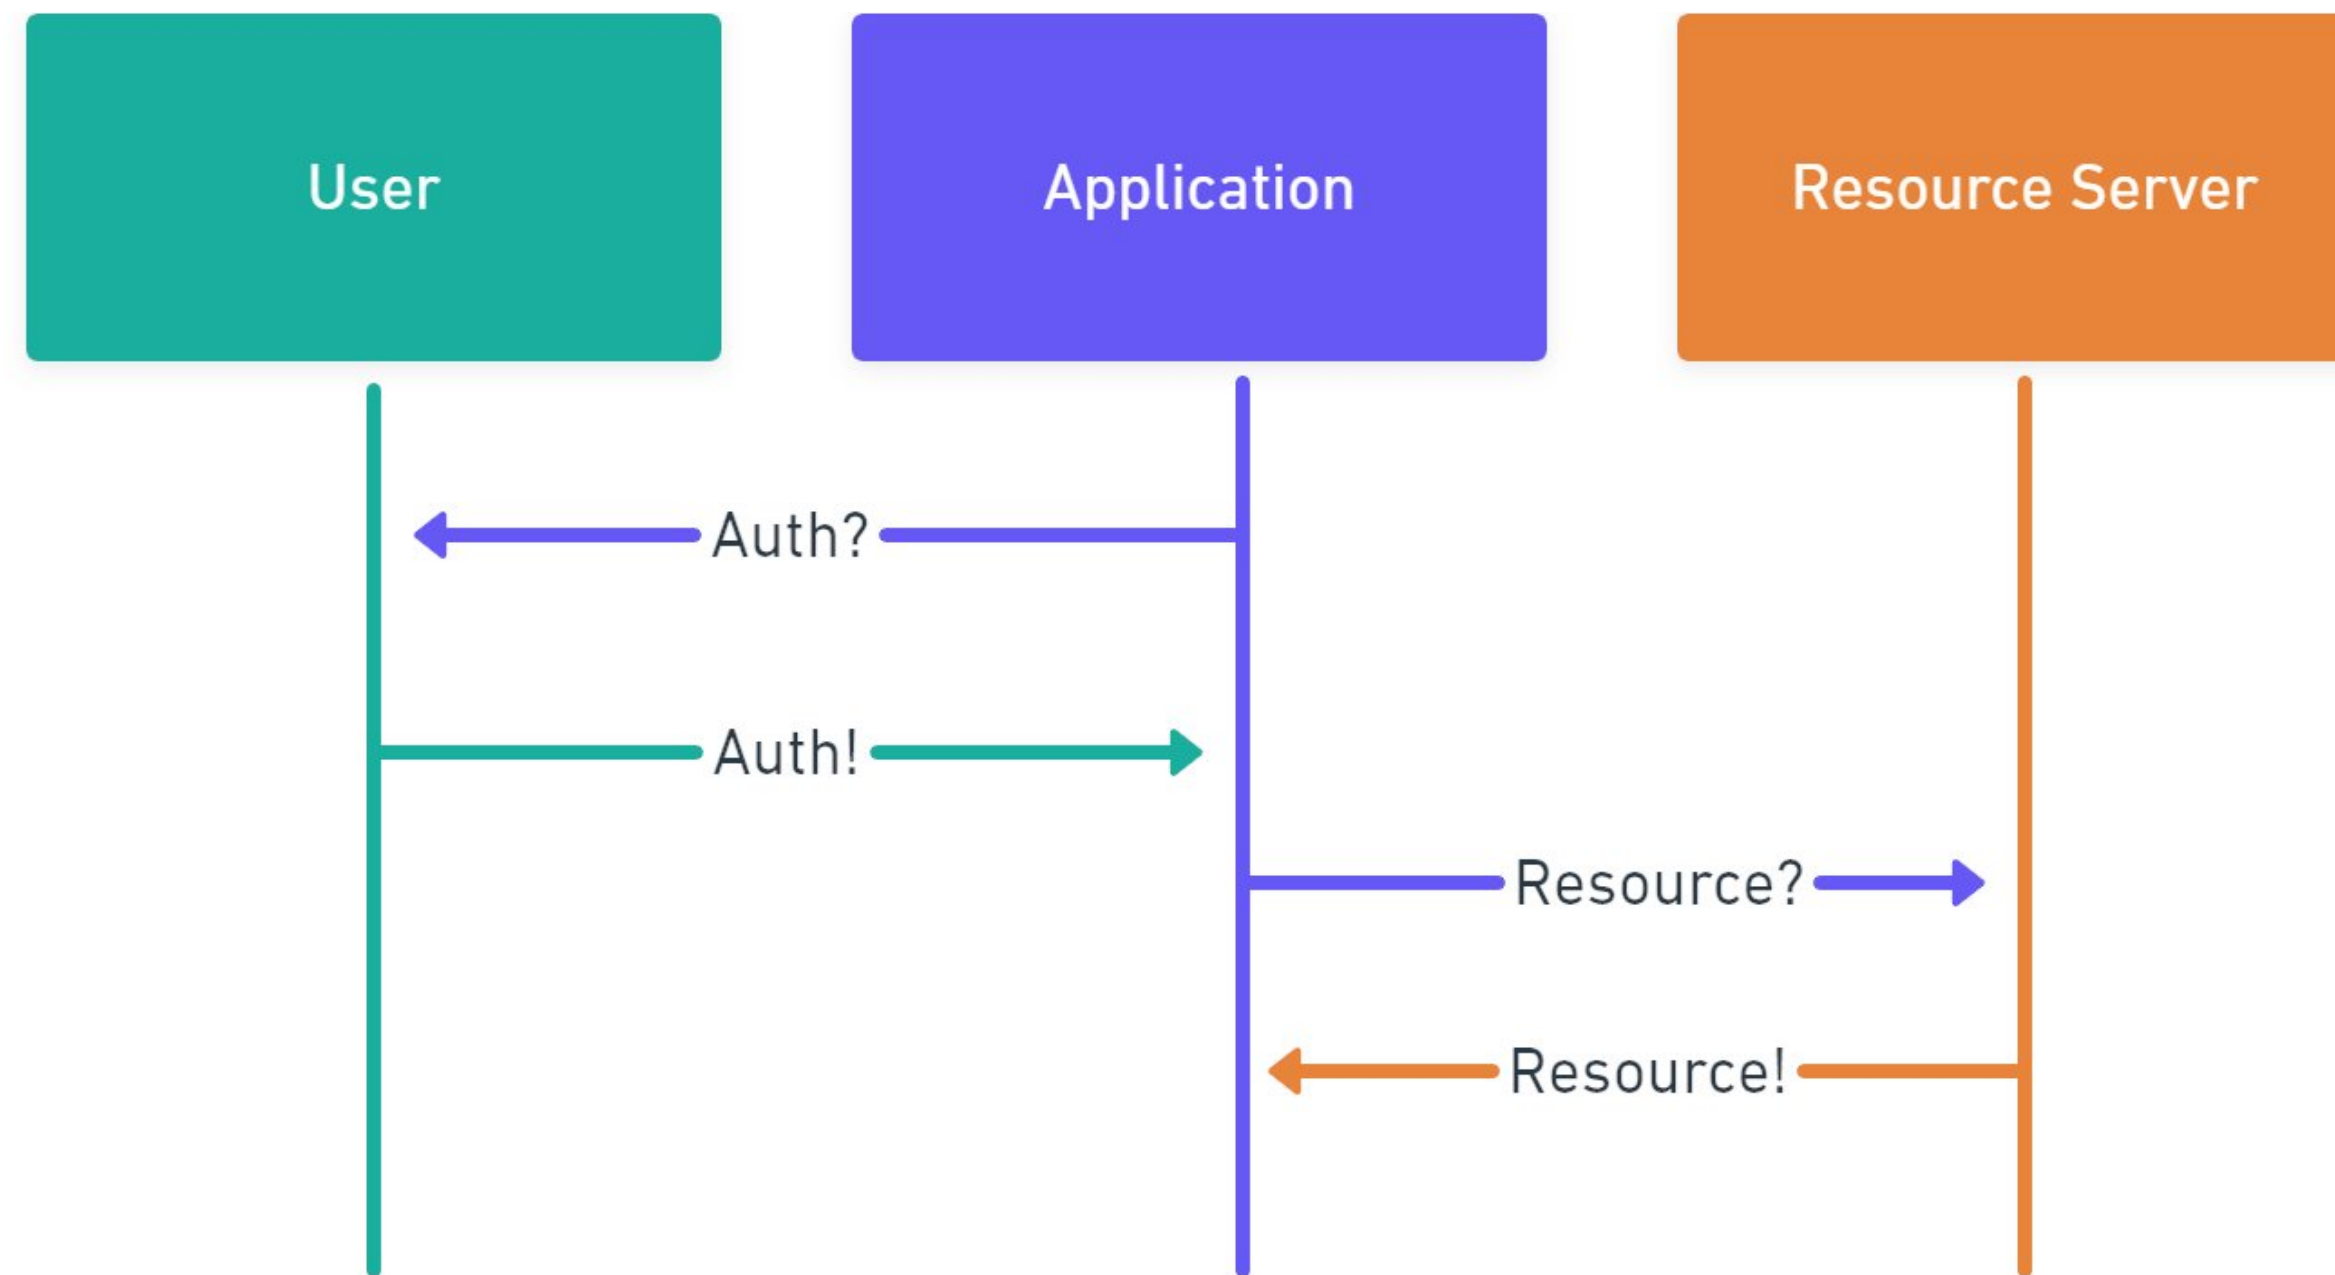 User
Application
Resource Server
Auth?
Auth!
Resource?
Resource!